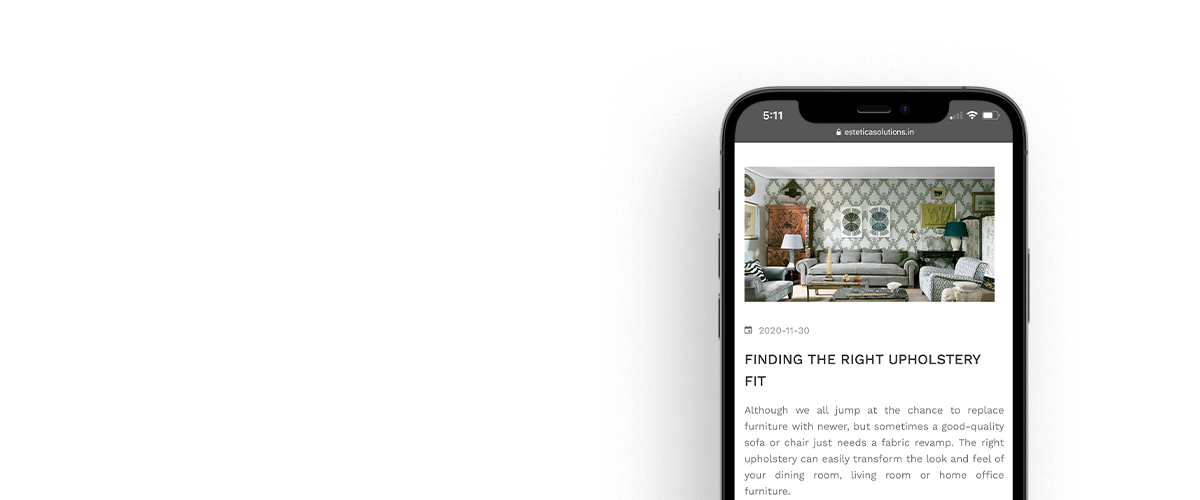 5:11
esteticasolutions.in
2020-11-30
FINDING THE RIGHT UPHOLSTERY
FIT
Although we all jump at the chance to replace
furniture with newer, but sometimes a good-quality
sofa or chair just needs a fabric revamp. The right
upholstery can easily transform the look and feel of
your dining room, living room or home office
furniture.